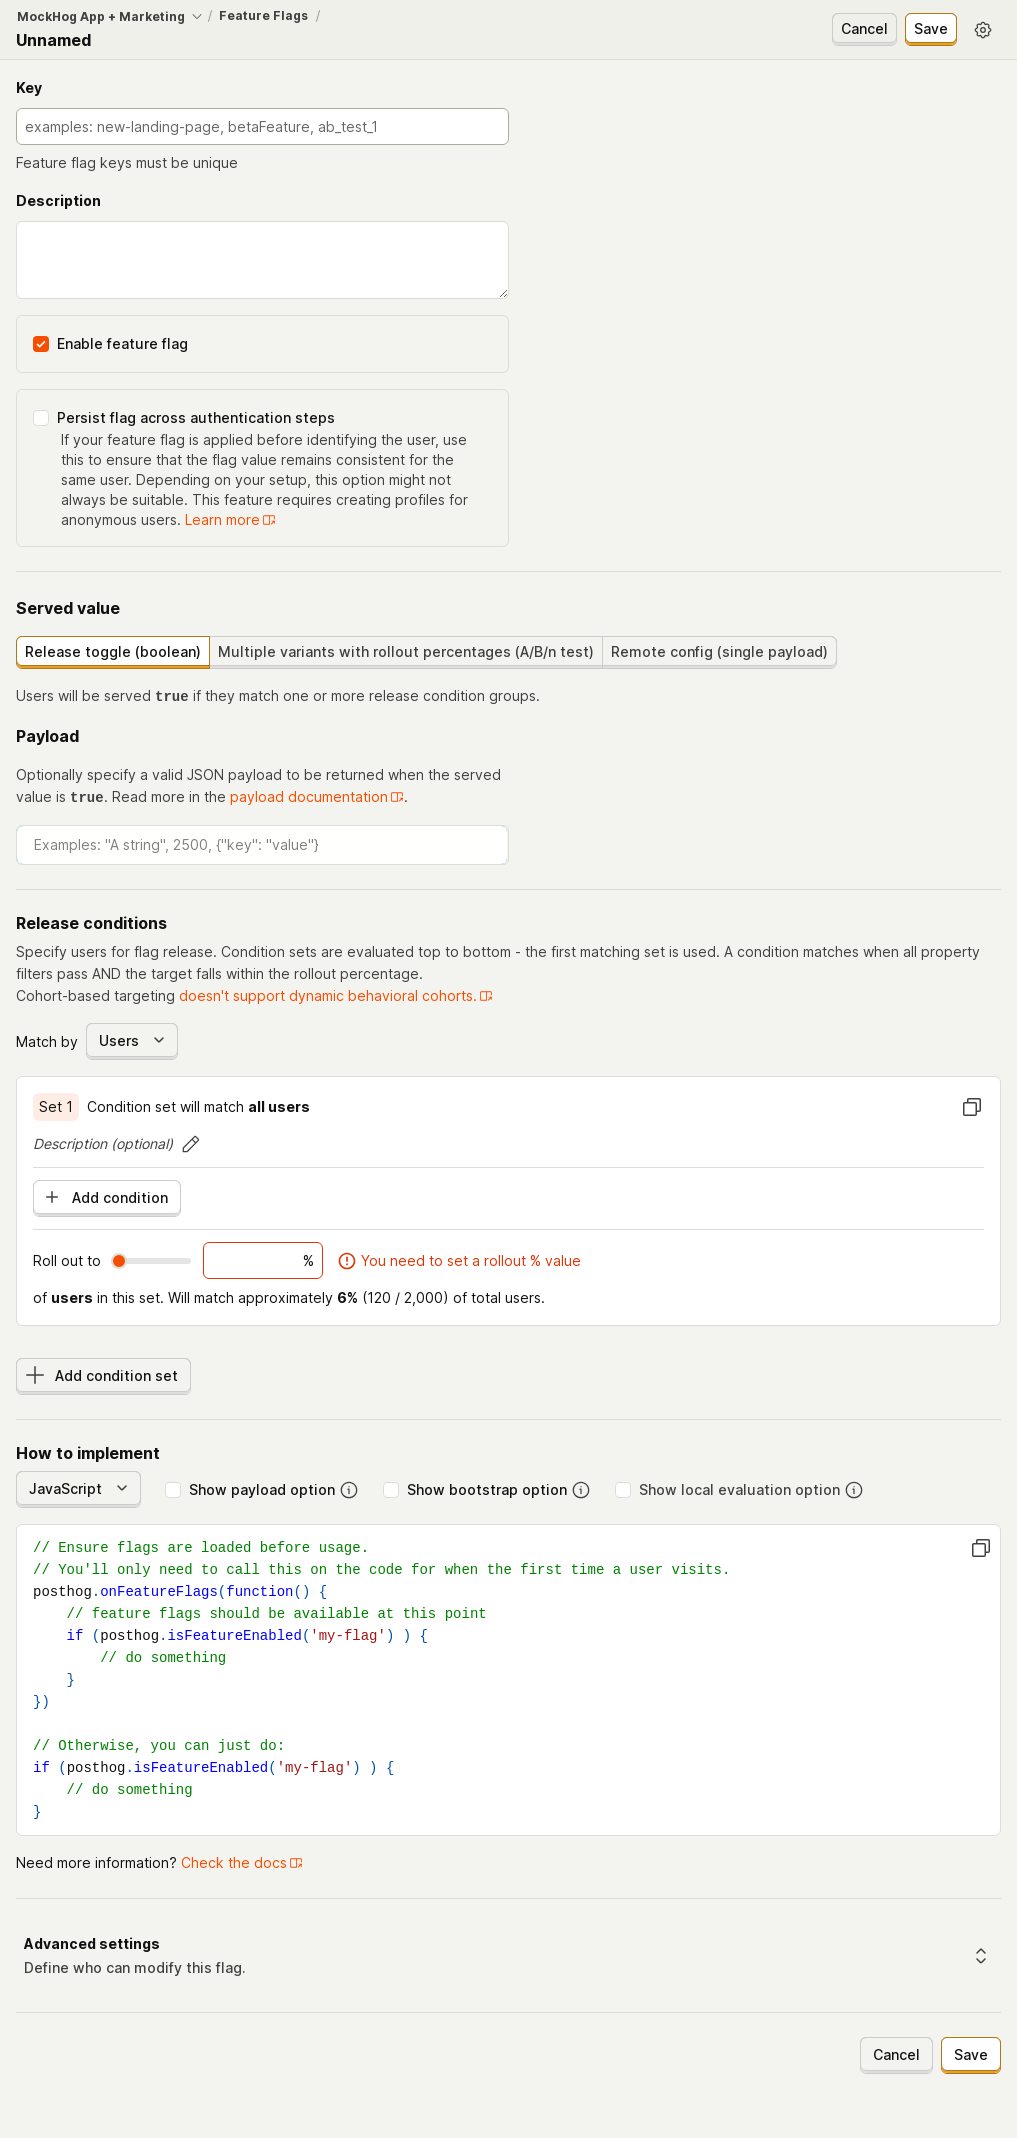 MockHog App + Marketing / Feature Flags /
Unnamed
Cancel Save
Key
examples: new-landing-page, betaFeature, ab_test_1
Feature flag keys must be unique
Description
Enable feature flag
Persist flag across authentication steps
If your feature flag is applied before identifying the user, use
this to ensure that the flag value remains consistent for the
same user. Depending on your setup, this option might not
always be suitable. This feature requires creating profiles for
anonymous users. Learn more
Served value
Release toggle (boolean) Multiple variants with rollout percentages (A/B/n test) Remote config (single payload)
Users will be served true if they match one or more release condition groups.
Payload
Optionally specify a valid JSON payload to be returned when the served
value is true. Read more in the payload documentation.
Examples: "A string", 2500, {"key": "value"}
Release conditions
Specify users for flag release. Condition sets are evaluated top to bottom - the first matching set is used. A condition matches when all property
filters pass AND the target falls within the rollout percentage.
Cohort-based targeting doesn't support dynamic behavioral cohorts.
Match by Users
Set 1 Condition set will match all users
Description (optional)
Add condition
Roll out to % You need to set a rollout % value
of users in this set. Will match approximately 6% (120 / 2,000) of total users.
Add condition set
How to implement
JavaScript Show payload option Show bootstrap option Show local evaluation option
// Ensure flags are loaded before usage.
// You'll only need to call this on the code for when the first time a user visits.
posthog.onFeatureFlags(function() {
    // feature flags should be available at this point
    if (posthog.isFeatureEnabled('my-flag') ) {
        // do something
    }
})
// Otherwise, you can just do:
if (posthog.isFeatureEnabled('my-flag') ) {
    // do something
}
Need more information? Check the docs
Advanced settings
Define who can modify this flag.
Cancel Save